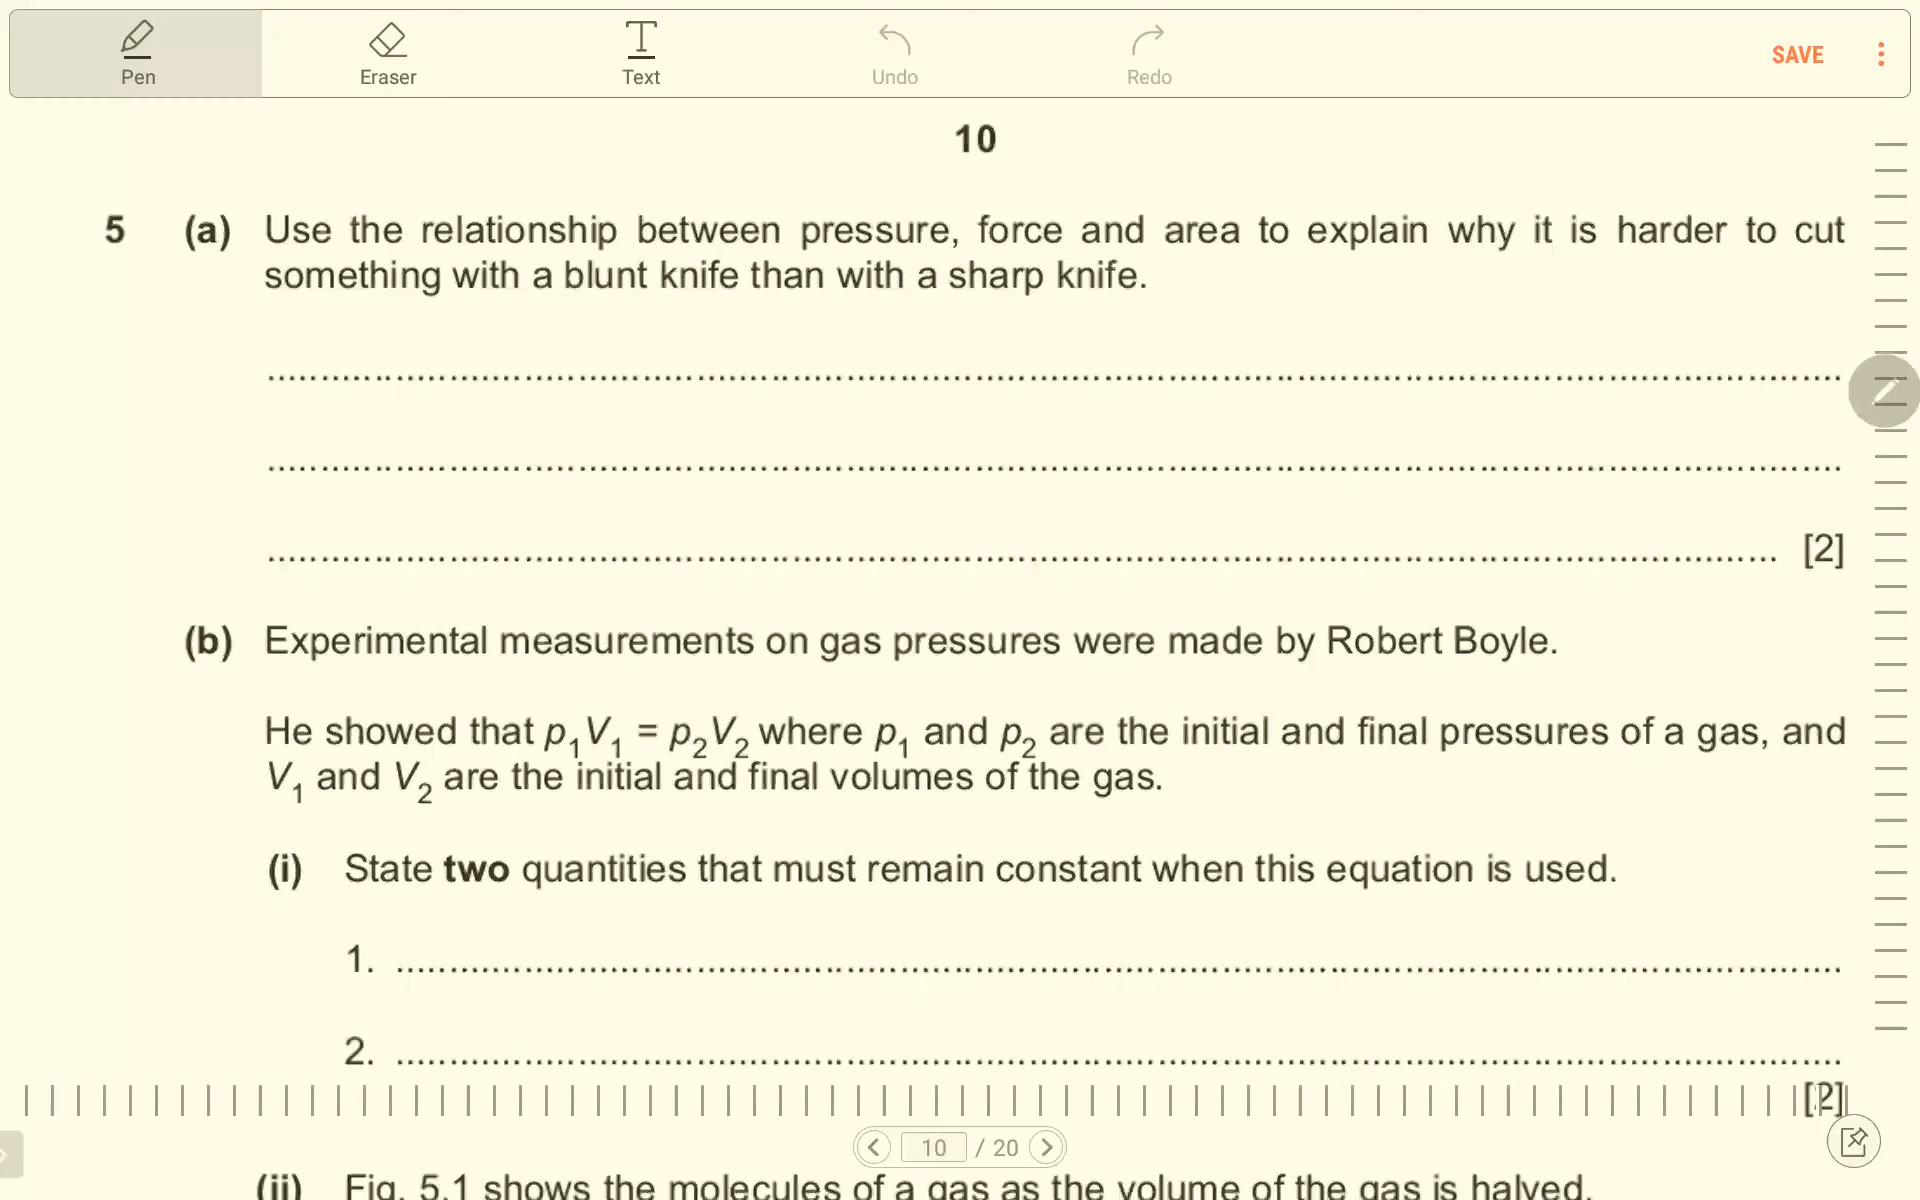 Pen
Eraser
Text
Undo
Redo
SAVE
10
5 (a) Use the relationship between pressure, force and area to explain why it is harder to cut
something with a blunt knife than with a sharp knife.
[2]
(b) Experimental measurements on gas pressures were made by Robert Boyle.
He showed that p₁V₁ = p₂V₂ where p₁ and p₂ are the initial and final pressures of a gas, and
V₁ and V₂ are the initial and final volumes of the gas.
(i) State two quantities that must remain constant when this equation is used.
1. ........................................................................
2. ........................................................................
[2]
10 / 20
(ii) Fig. 5.1 shows the molecules of a gas as the volume of the gas is halved.